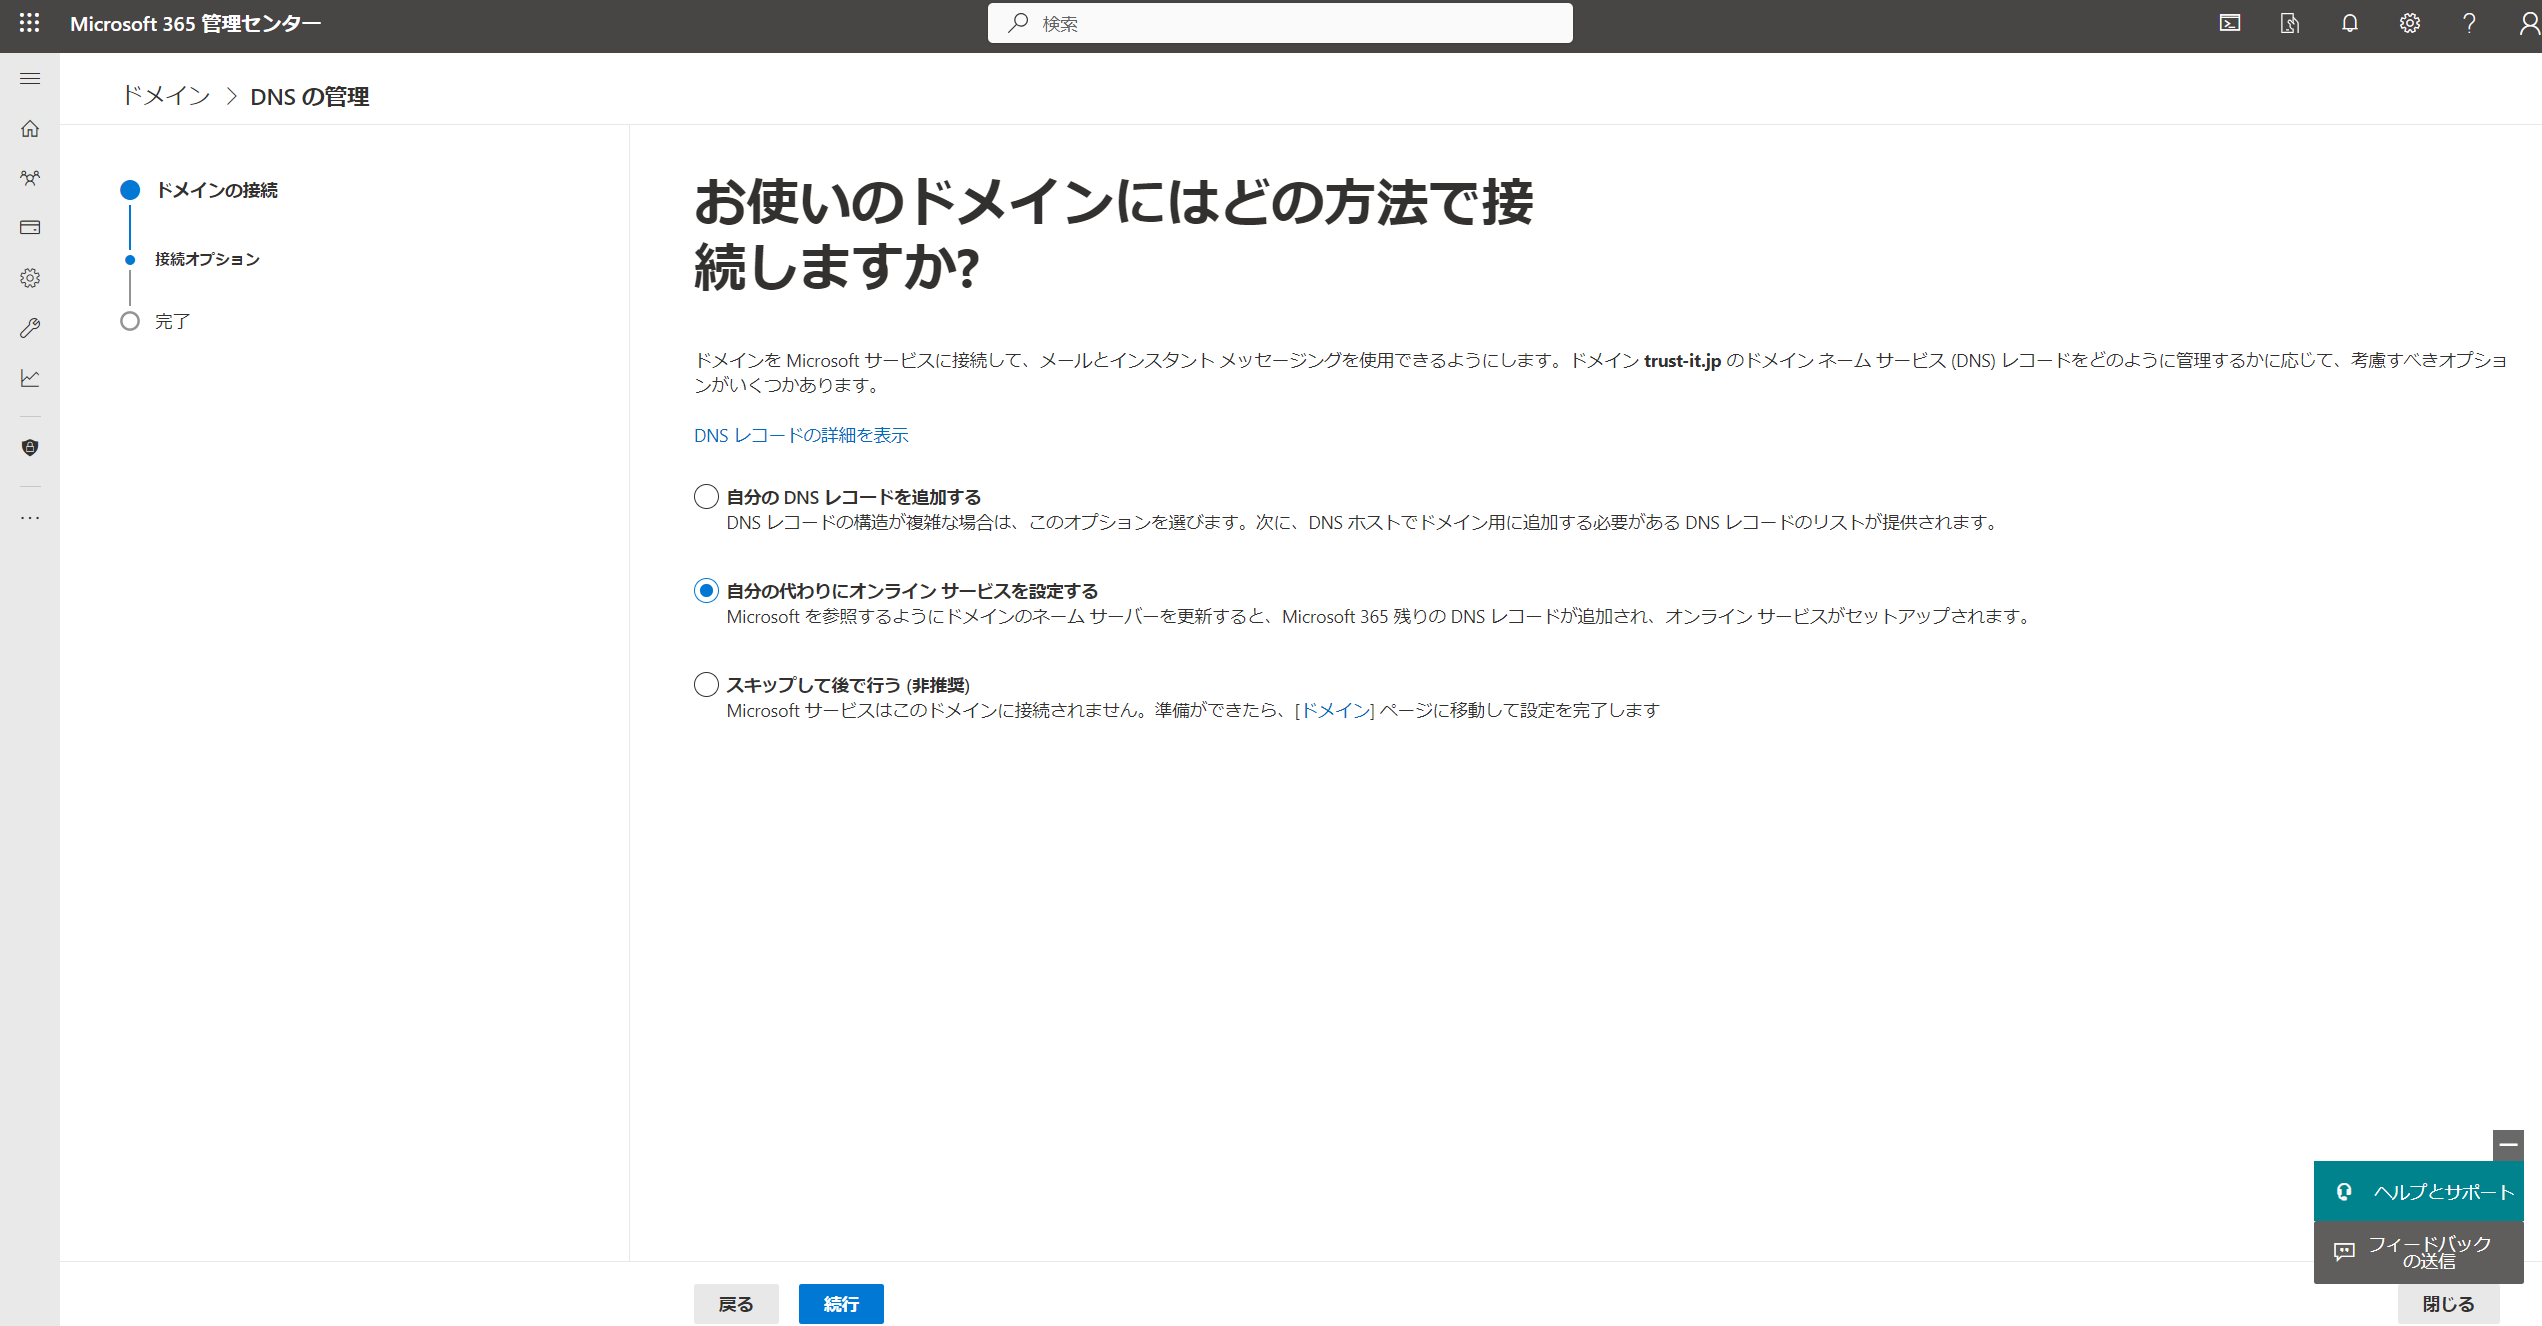 Microsoft 365 管理センター
検索
ドメイン
DNS の管理
ドメインの接続
接続オプション
完了
お使いのドメインにはどの方法で接
続しますか?
ドメインを Microsoft サービスに接続して、メールとインスタント メッセージングを使用できるようにします。ドメイン trust-it.jp のドメイン ネーム サービス (DNS) レコードをどのように管理するかに応じて、考慮すべきオプショ
ンがいくつかあります。
DNS レコードの詳細を表示
自分の DNS レコードを追加する
DNS レコードの構造が複雑な場合は、このオプションを選びます。次に、DNS ホストでドメイン用に追加する必要がある DNS レコードのリストが提供されます。
自分の代わりにオンライン サービスを設定する
Microsoft を参照するようにドメインのネーム サーバーを更新すると、Microsoft 365 残りの DNS レコードが追加され、オンライン サービスがセットアップされます。
スキップして後で行う (非推奨)
Microsoft サービスはこのドメインに接続されません。準備ができたら、[ドメイン] ページに移動して設定を完了します
ヘルプとサポート
フィードバック
の送信
戻る
続行
閉じる